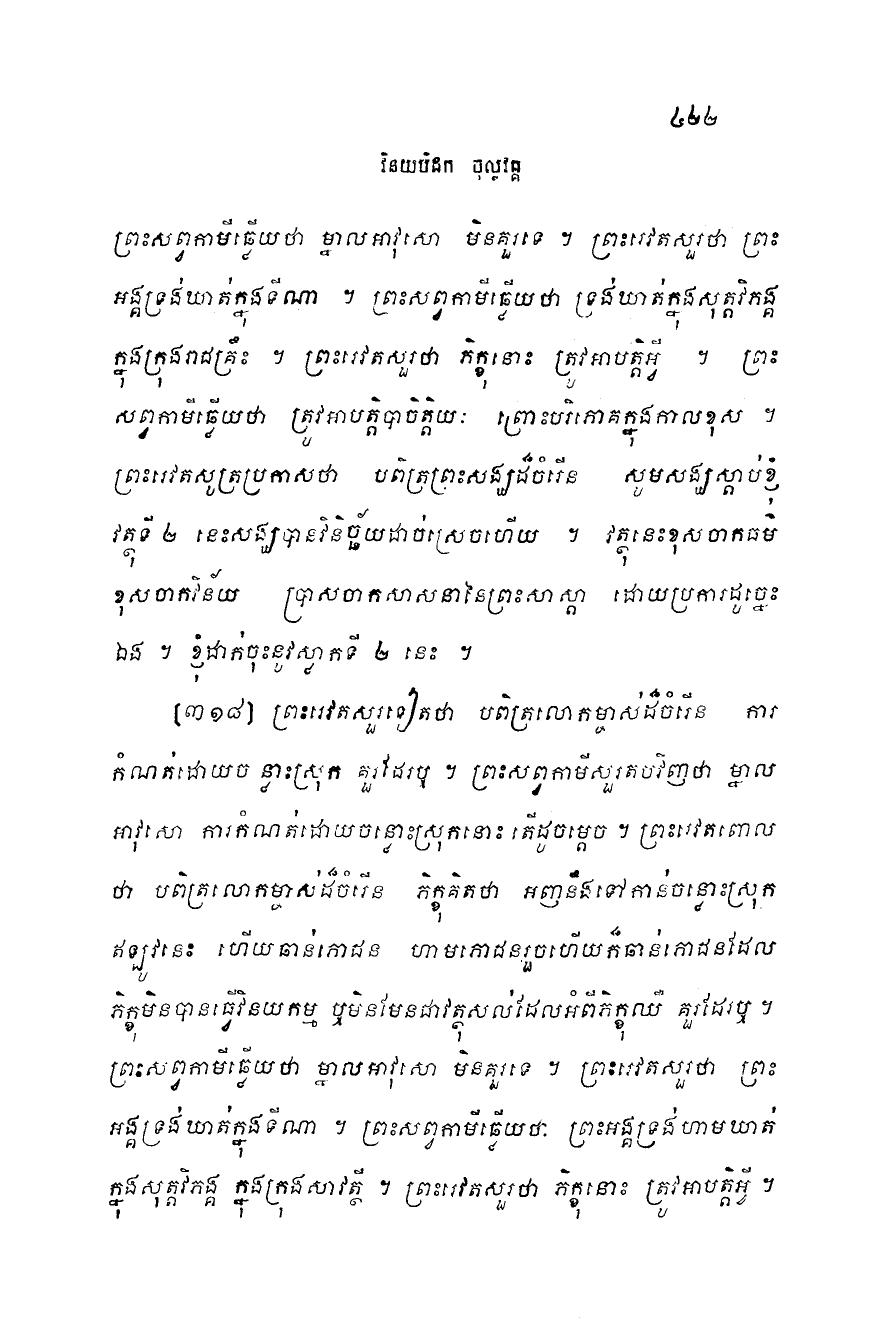 ៤២២
វិនយបិដក ចុល្លវគ្គ
ព្រះសព្វកាមីឆ្លើយថា ម្នាលអាវុសោ មិនគួរទេ ។ ព្រះរេវតសួរថា ព្រះ
អង្គទ្រង់ឃាត់ក្នុងទីណា ។ ព្រះសព្វកាមីឆ្លើយថា ទ្រង់ឃាត់ក្នុងសុត្តវិភង្គ
ក្នុងក្រុងរាជគ្រឹះ ។ ព្រះរេវតសួរថា ភិក្ខុនោះ ត្រូវអាបត្តិអ្វី ។ ព្រះ
សព្វកាមីឆ្លើយថា ត្រូវអាបត្តិបាចិត្តិយៈ ព្រោះបរិភោគក្នុងកាលខុស ។
ព្រះរេវតសូត្រប្រកាសថា បពិត្រព្រះសង្ឃដ៏ចំរើន សូមសង្ឃស្តាប់ខ្ញុំ
វត្ថុទី ២ នេះសង្ឃបានវិនិច្ឆ័យដាច់ស្រេចហើយ ។ វត្ថុនេះខុសចាកធម៌
ខុសចាកវិន័យ ប្រាសចាកសាសនានៃព្រះសាស្តា ដោយប្រការដូច្នេះ
ឯង ។ ខ្ញុំដាក់ចុះនូវស្លាកទី ២ នេះ ។
[៣១៨] ព្រះរេវតសួរទៀតថា បពិត្រលោកម្ចាស់ដ៏ចំរើន ការ
កំណត់ដោយចន្លោះស្រុក គួរដែរឬ ។ ព្រះសព្វកាមីសួរតបវិញថា ម្នាល
អាវុសោ ការកំណត់ដោយចន្លោះស្រុកនោះ តើដូចម្តេច ។ ព្រះរេវតពោល
ថា បពិត្រលោកម្ចាស់ដ៏ចំរើន ភិក្ខុគិតថា អញនឹងទៅកាន់ចន្លោះស្រុក
ឥឡូវនេះ ហើយឆាន់ភោជន ហាមភោជនរួចហើយក៏ឆាន់ភោជនដែល
ភិក្ខុមិនបានធ្វើវិនយកម្ម ឬមិនមែនជាវត្ថុសល់ដែលអំពីភិក្ខុឈឺ គួរដែរឬ ។
ព្រះសព្វកាមីឆ្លើយថា ម្នាលអាវុសោ មិនគួរទេ ។ ព្រះរេវតសួរថា ព្រះ
អង្គទ្រង់ឃាត់ក្នុងទីណា ។ ព្រះសព្វកាមីឆ្លើយថា ព្រះអង្គទ្រង់ហាមឃាត់
ក្នុងសុត្តវិភង្គ ក្នុងក្រុងសាវត្ថី ។ ព្រះរេវតសួរថា ភិក្ខុនោះ ត្រូវអាបត្តិអ្វី ។